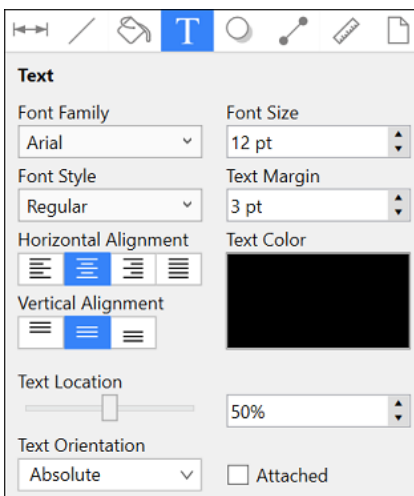 T
Text
Font Family Font Size
Arial 12 pt
Font Style Text Margin
Regular 3 pt
Horizontal Alignment Text Color
Vertical Alignment
Text Location
50%
Text Orientation
Absolute Attached